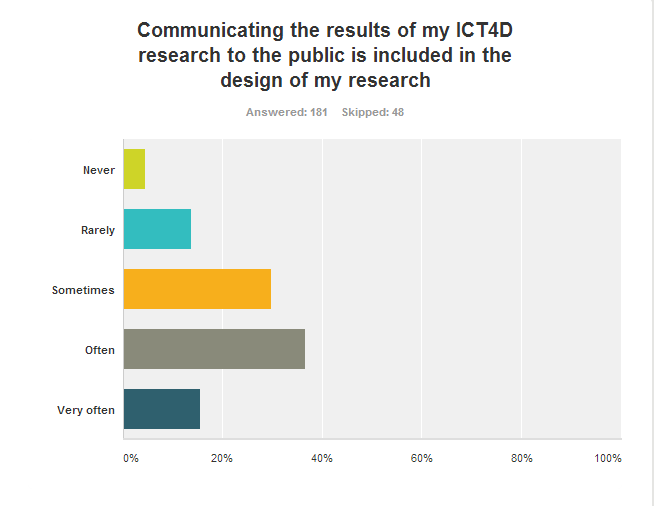 Communicating the results of my ICT4D
research to the public is included in the
design of my research
Answered: 181 Skipped: 48
Never
Rarely
Sometimes
Often
Very often
0% 20% 40% 60% 80% 100%